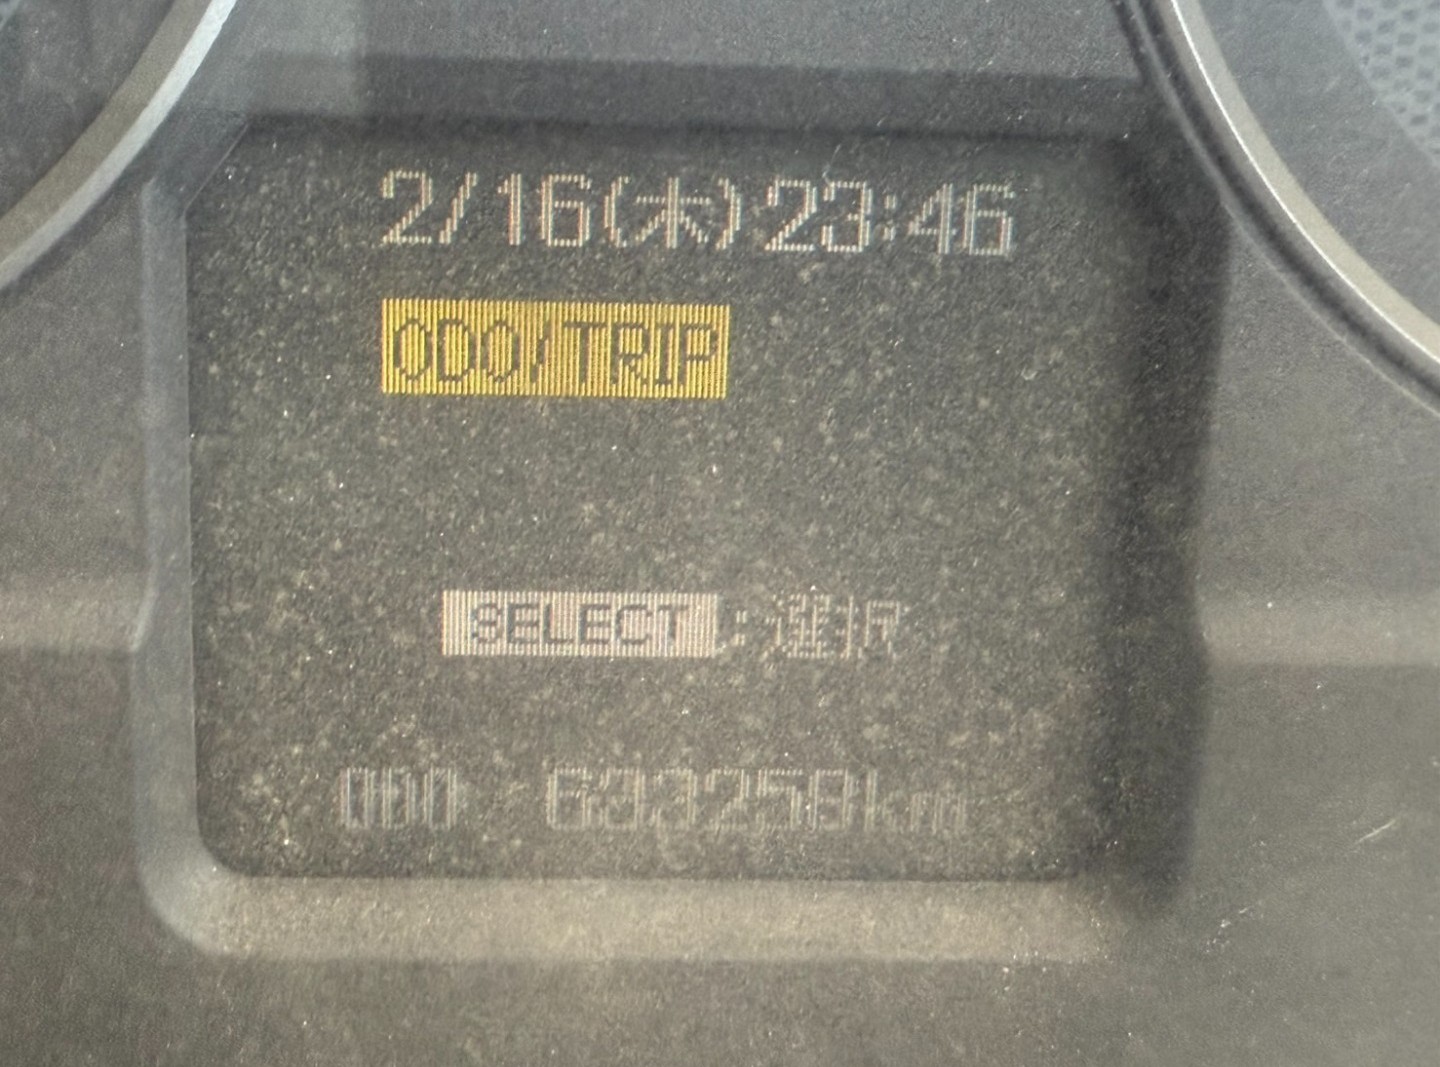 2/16(木)23:46
ODO/TRIP
SELECT:選択
ODO 633258km